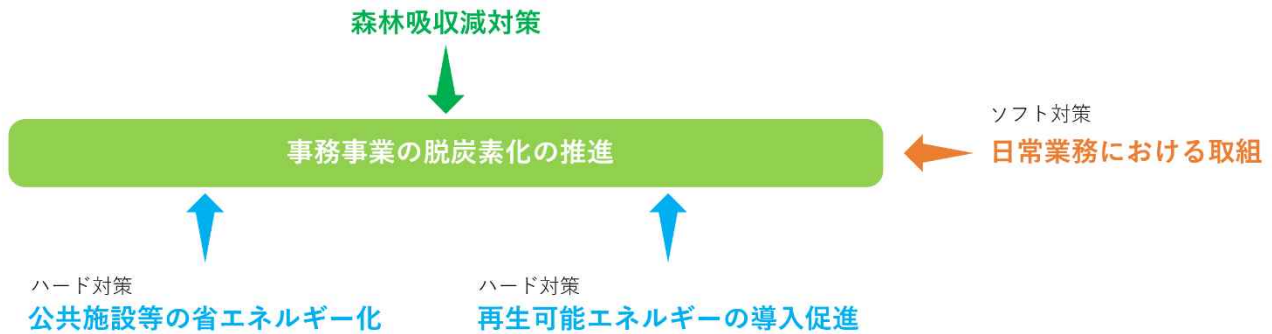 森林吸収減対策
事務事業の脱炭素化の推進
ソフト対策
日常業務における取組
ハード対策
公共施設等の省エネルギー化
ハード対策
再生可能エネルギーの導入促進